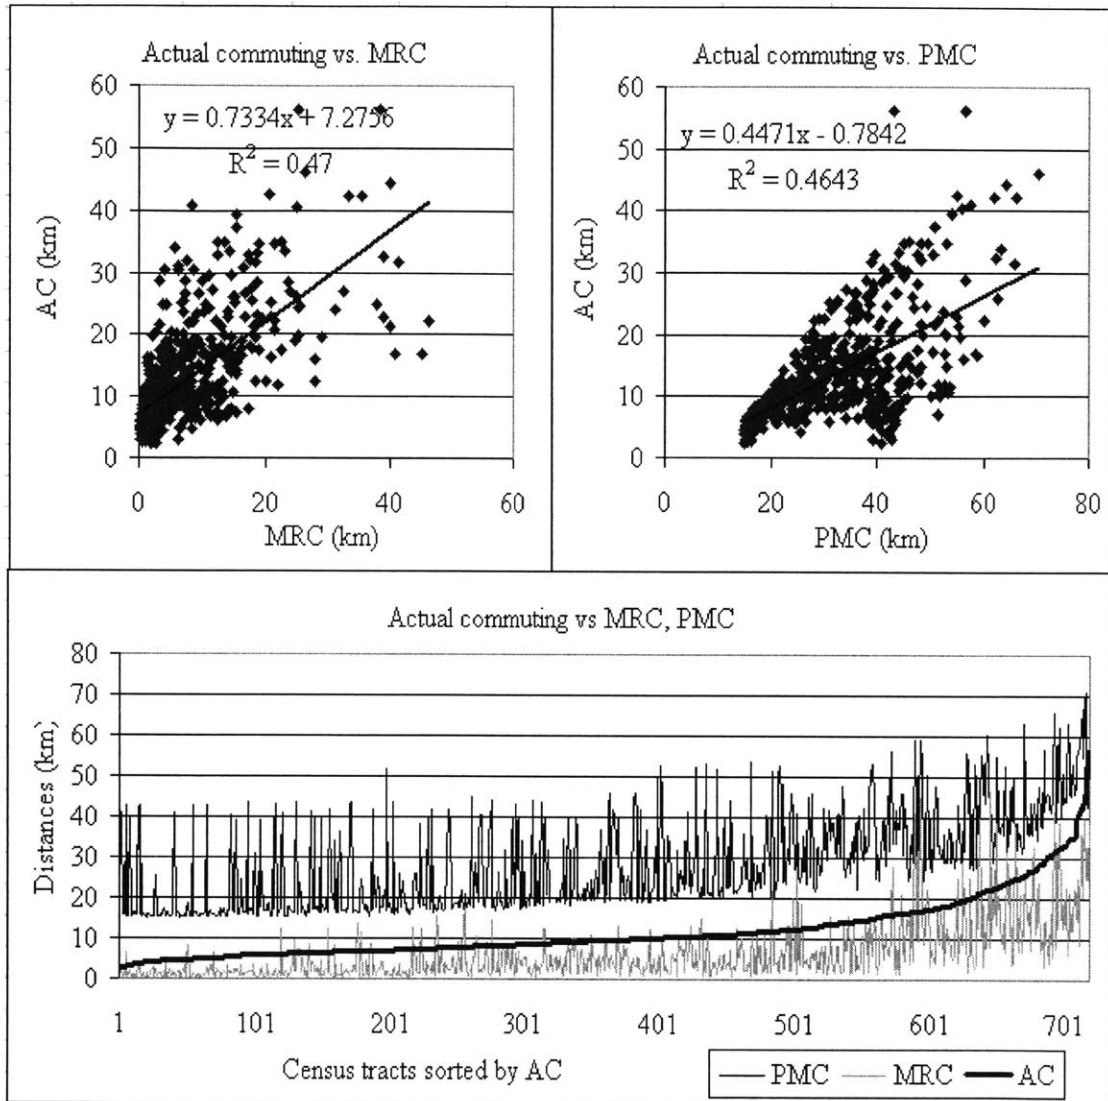 Actual commuting vs. MRC
60
50
40
30
20
10
0
AC (km)
y = 0.7334x + 7.2756
R² = 0.47
0 20 40 60
MRC (km)
Actual commuting vs. PMC
60
50
40
30
20
10
0
AC (km)
y = 0.4471x - 0.7842
R² = 0.4643
0 20 40 60 80
PMC (km)
Actual commuting vs MRC, PMC
80
70
60
50
40
30
20
10
0
Distances (km)
1 101 201 301 401 501 601 701
Census tracts sorted by AC
PMC MRC AC